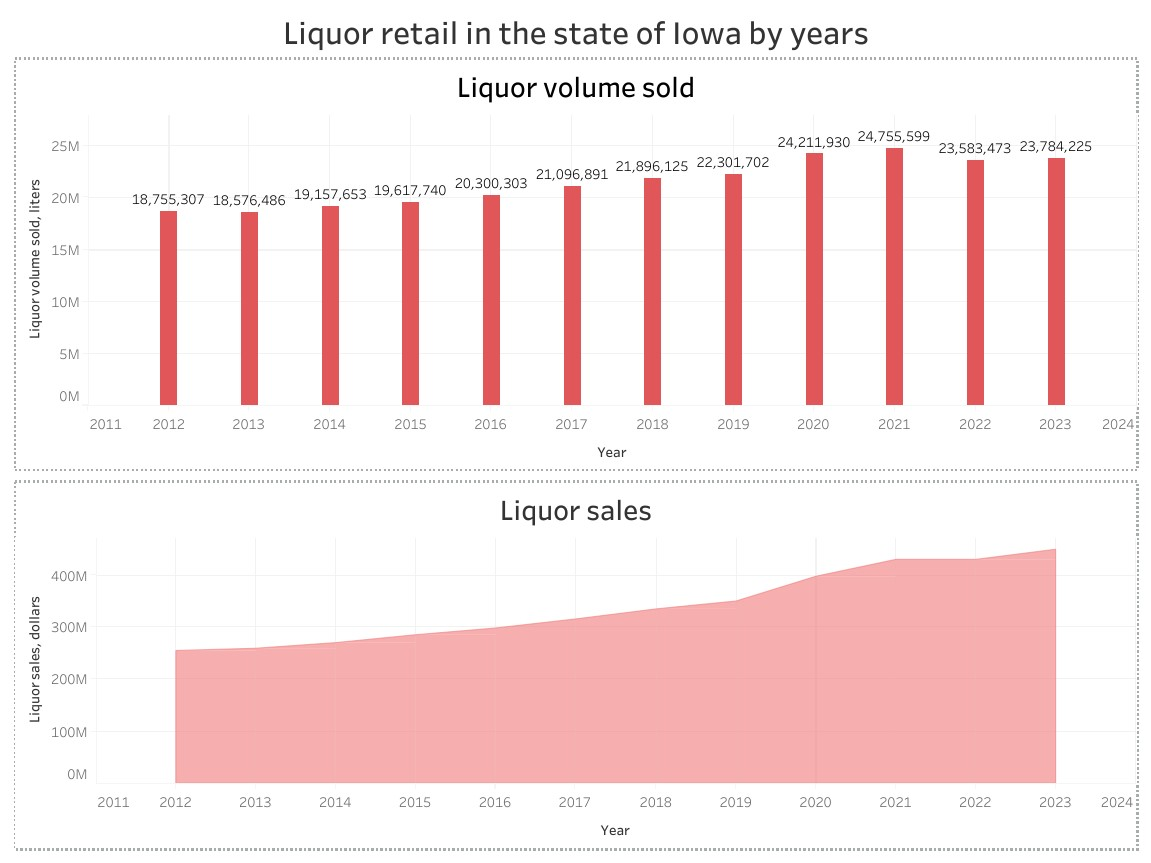 Liquor retail in the state of Iowa by years
Liquor volume sold
Liquor volume sold, liters
25M
20M
15M
10M
5M
0M
18,755,307
18,576,486
19,157,653
19,617,740
20,300,303
21,096,891
21,896,125
22,301,702
24,211,930
24,755,599
23,583,473
23,784,225
2011 2012 2013 2014 2015 2016 2017 2018 2019 2020 2021 2022 2023 2024
Year
Liquor sales
Liquor sales, dollars
400M
300M
200M
100M
0M
2011 2012 2013 2014 2015 2016 2017 2018 2019 2020 2021 2022 2023 2024
Year